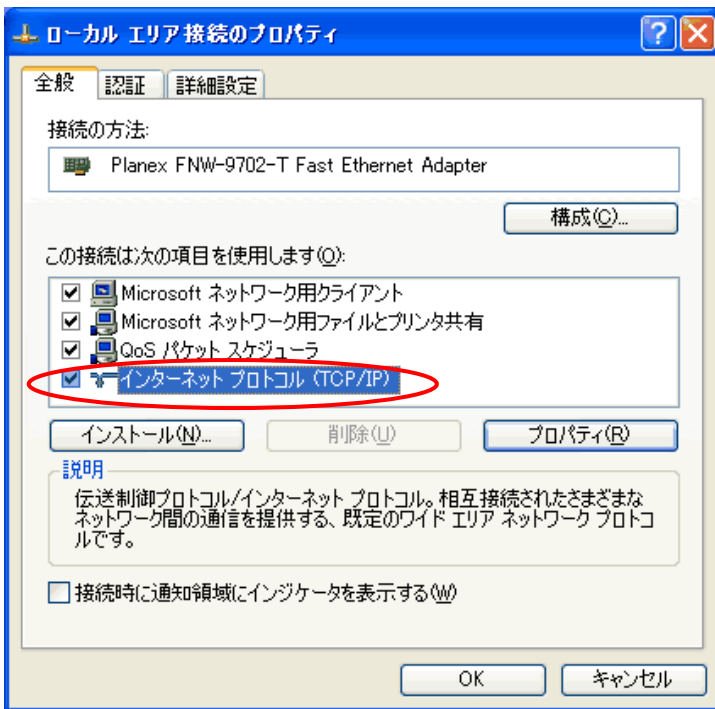 ローカル エリア接続のプロパティ
全般 認証 詳細設定
接続の方法:
Planex FNW-9702-T Fast Ethernet Adapter
構成(C)...
この接続は次の項目を使用します(O):
Microsoft ネットワーク用クライアント
Microsoft ネットワーク用ファイルとプリンタ共有
QoS パケット スケジューラ
インターネット プロトコル (TCP/IP)
インストール(N)... 削除(U) プロパティ(R)
説明
伝送制御プロトコル/インターネット プロトコル。相互接続されたさまざまな
ネットワーク間の通信を提供する、既定のワイド エリア ネットワーク プロトコ
ルです。
接続時に通知領域にインジケータを表示する(W)
OK キャンセル